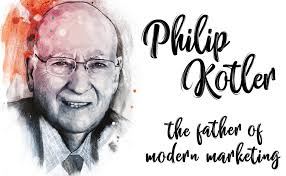 Philip
Kotler
the father of
modern marketing